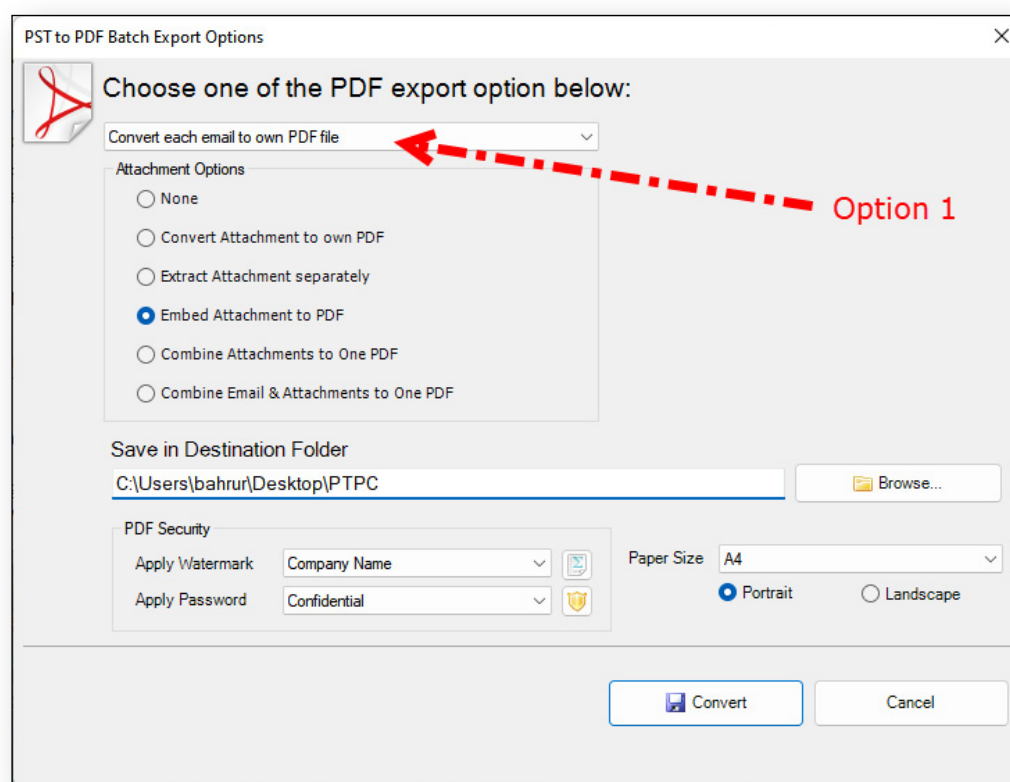 PST to PDF Batch Export Options
Choose one of the PDF export option below:
Convert each email to own PDF file
Option 1
Attachment Options
None
Convert Attachment to own PDF
Extract Attachment separately
Embed Attachment to PDF
Combine Attachments to One PDF
Combine Email & Attachments to One PDF
Save in Destination Folder
C:\Users\bahrur\Desktop\PTPC
Browse...
PDF Security
Apply Watermark
Company Name
Apply Password
Confidential
Paper Size
A4
Portrait
Landscape
Convert
Cancel